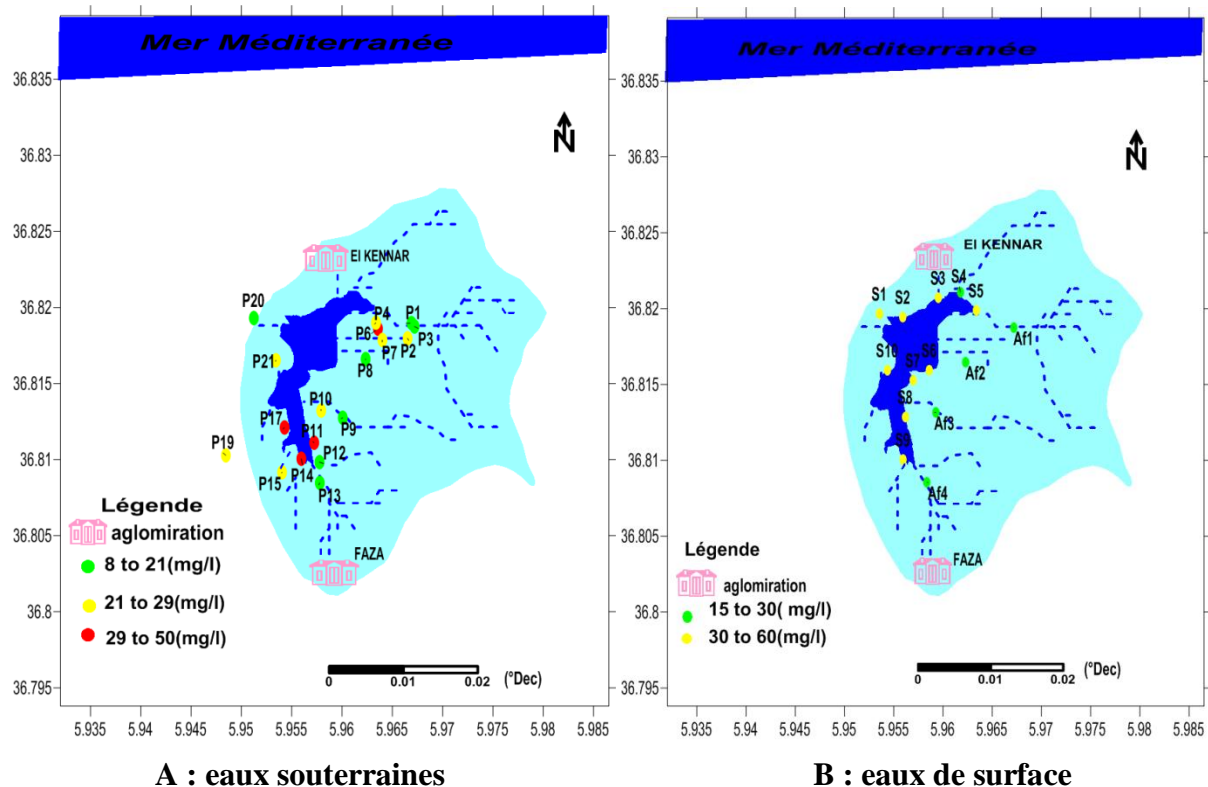 Mer Méditerranée
36.835
36.83
36.825
36.82
36.815
36.81
36.805
36.8
36.795
N
El KENNAR
P20
P4
P1
P6
P3
P7
P2
P21
P8
P10
P9
P17
P11
P19
P12
P14
P15
P13
FAZA
Légende
aglomiration
8 to 21(mg/l)
21 to 29(mg/l)
29 to 50(mg/l)
0 0.01 0.02 (°Dec)
5.935 5.94 5.945 5.95 5.955 5.96 5.965 5.97 5.975 5.98 5.985
A : eaux souterraines
Mer Méditerranée
36.835
36.83
36.825
36.82
36.815
36.81
36.805
36.8
36.795
N
El KENNAR
S1
S2
S3
S4
S5
Af1
S10
S7
S6
Af2
S8
Af3
S9
Af4
FAZA
Légende
aglomiration
15 to 30( mg/l)
30 to 60(mg/l)
0 0.01 0.02 (°Dec)
5.935 5.94 5.945 5.95 5.955 5.96 5.965 5.97 5.975 5.98 5.985
B : eaux de surface